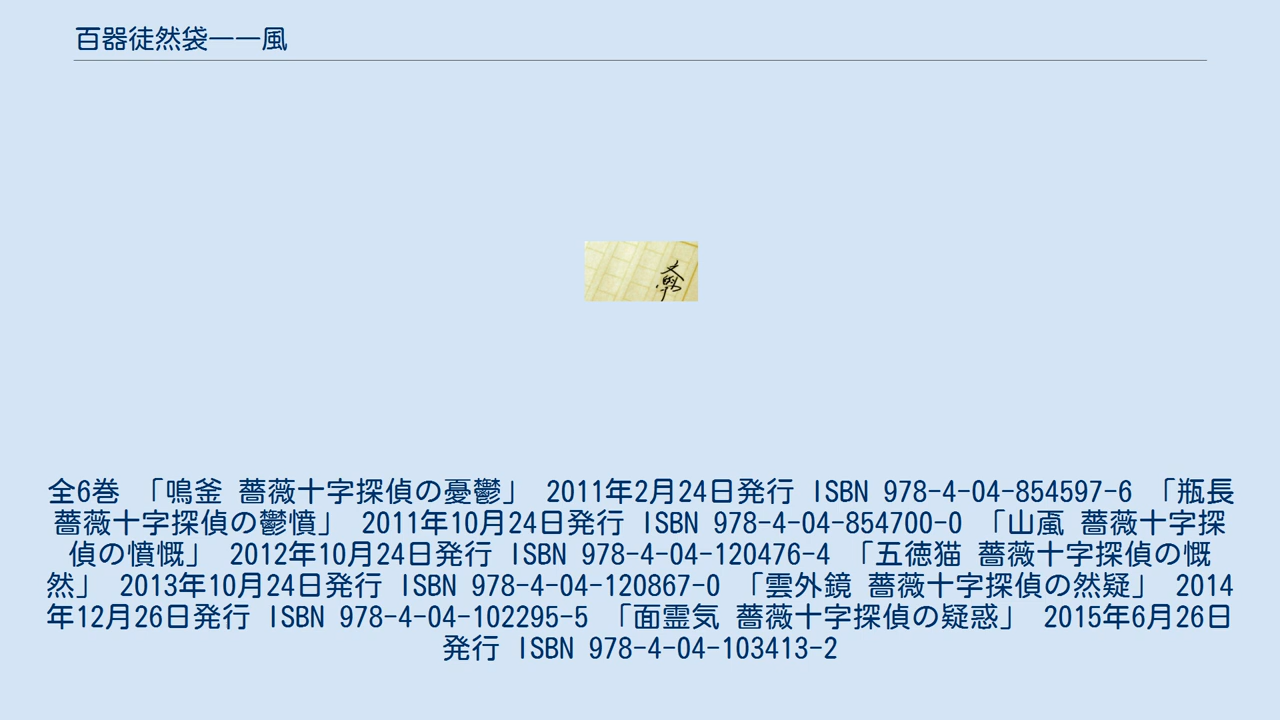 百器徒然袋――風
全6巻 「鳴釜 薔薇十字探偵の憂鬱」 2011年2月24日発行 ISBN 978-4-04-854597-6 「瓶長
薔薇十字探偵の鬱憤」 2011年10月24日発行 ISBN 978-4-04-854700-0 「山颪 薔薇十字探
偵の憤慨」 2012年10月24日発行 ISBN 978-4-04-120476-4 「五徳猫 薔薇十字探偵の慨
然」 2013年10月24日発行 ISBN 978-4-04-120867-0 「雲外鏡 薔薇十字探偵の然疑」 2014
年12月26日発行 ISBN 978-4-04-102295-5 「面霊気 薔薇十字探偵の疑惑」 2015年6月26日
発行 ISBN 978-4-04-103413-2